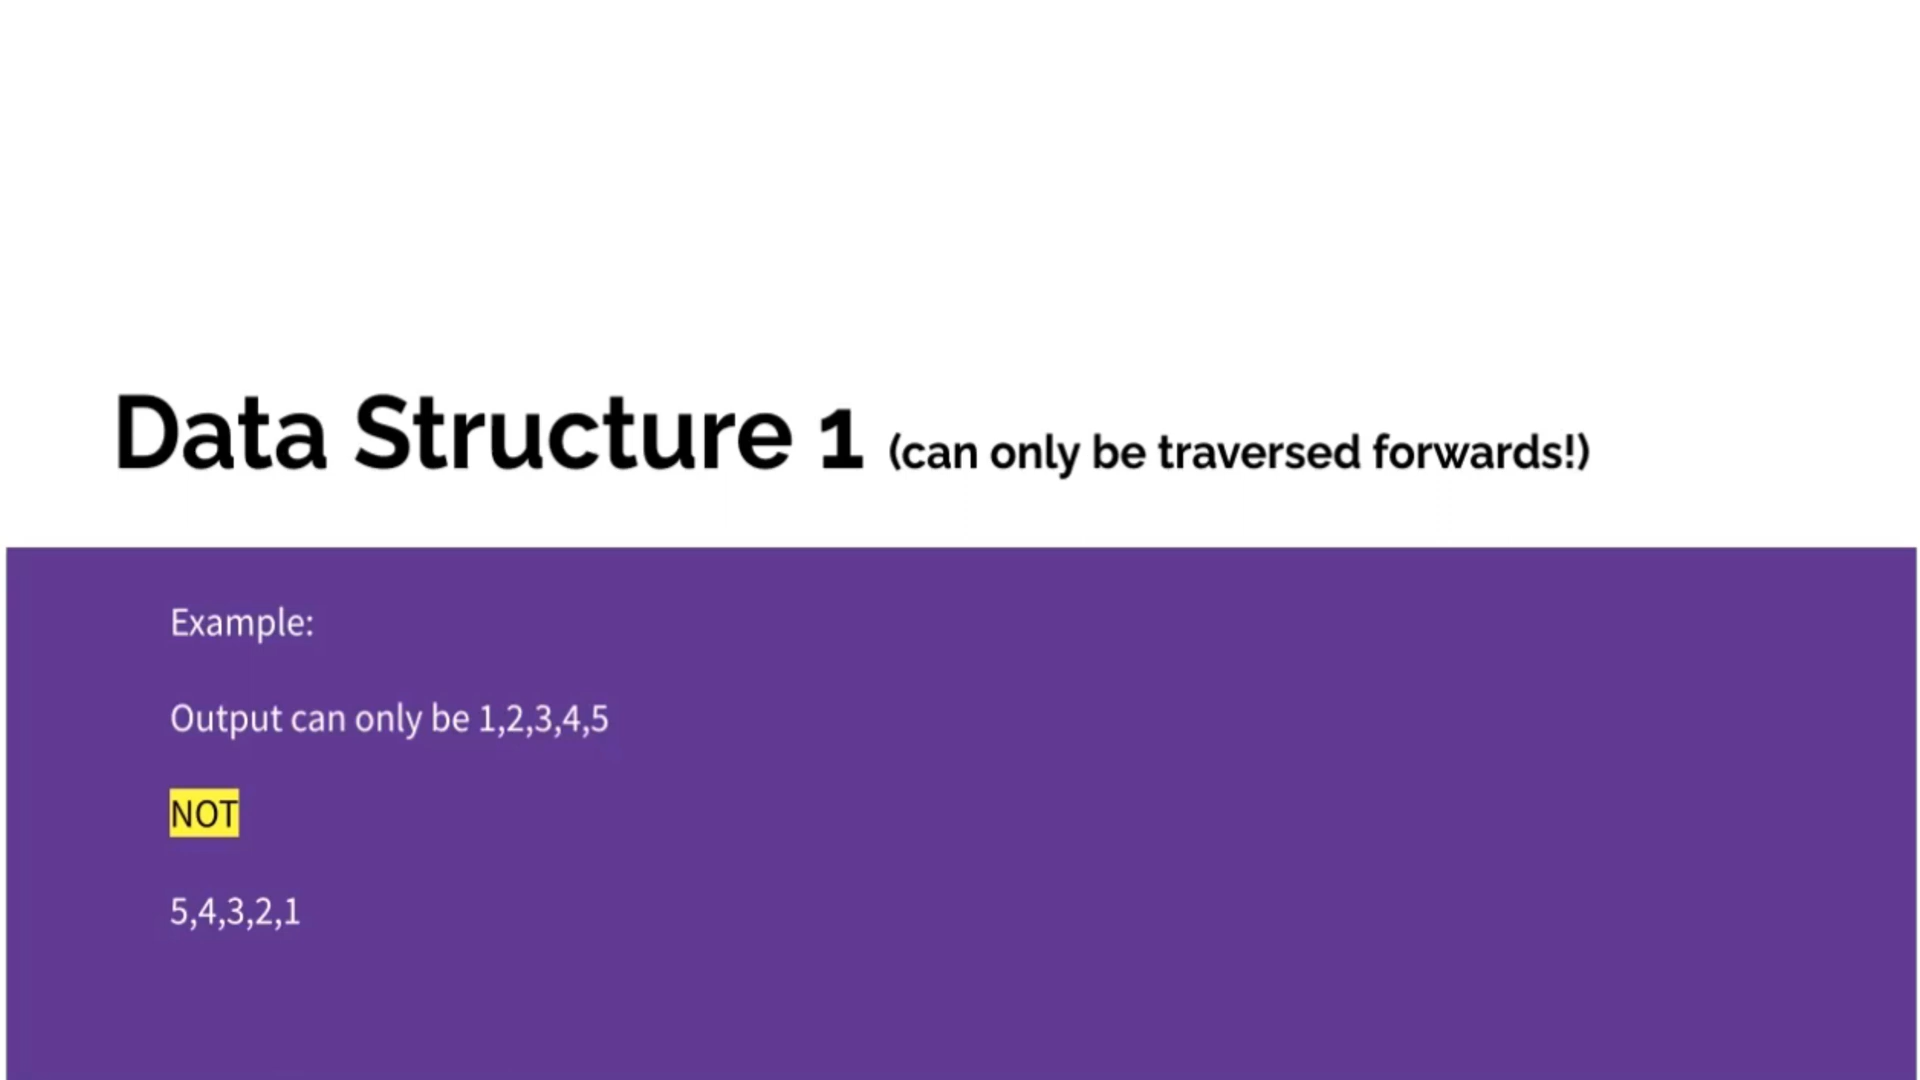 Data Structure 1 (can only be traversed forwards!)
Example:
Output can only be 1,2,3,4,5
NOT
5,4,3,2,1